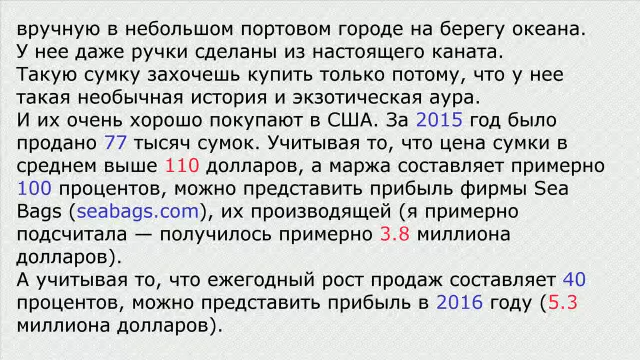 вручную в небольшом портовом городе на берегу океана.
У нее даже ручки сделаны из настоящего каната.
Такую сумку захочешь купить только потому, что у нее
такая необычная история и экзотическая аура.
И их очень хорошо покупают в США. За 2015 год было
продано 77 тысяч сумок. Учитывая то, что цена сумки в
среднем выше 110 долларов, а маржа составляет примерно
100 процентов, можно представить прибыль фирмы Sea
Bags (seabags.com), их производящей (я примерно
подсчитала — получилось примерно 3.8 миллиона
долларов).
А учитывая то, что ежегодный рост продаж составляет 40
процентов, можно представить прибыль в 2016 году (5.3
миллиона долларов).